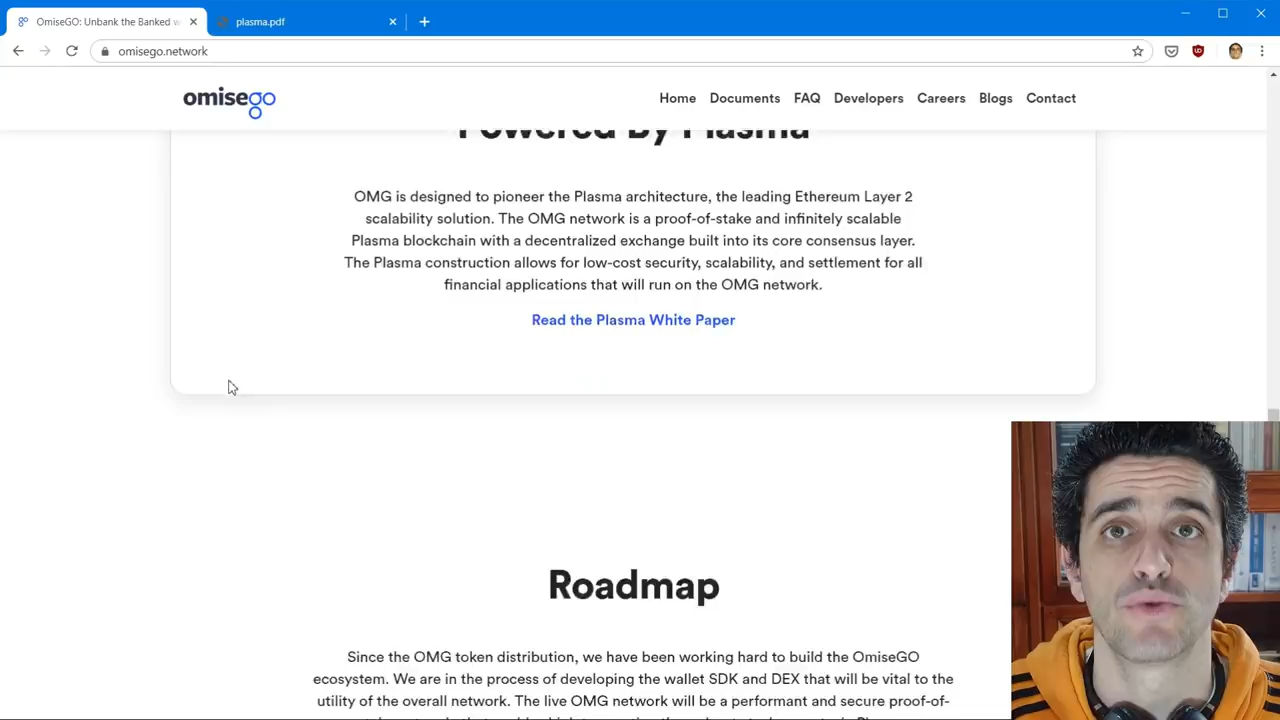 OmiseGO: Unbank the Banked w
plasma.pdf
omisego.network
omisego
Home Documents FAQ Developers Careers Blogs Contact
Powered By Plasma
OMG is designed to pioneer the Plasma architecture, the leading Ethereum Layer 2
scalability solution. The OMG network is a proof-of-stake and infinitely scalable
Plasma blockchain with a decentralized exchange built into its core consensus layer.
The Plasma construction allows for low-cost security, scalability, and settlement for all
financial applications that will run on the OMG network.
Read the Plasma White Paper
Roadmap
Since the OMG token distribution, we have been working hard to build the OmiseGO
ecosystem. We are in the process of developing the wallet SDK and DEX that will be vital to the
utility of the overall network. The live OMG network will be a performant and secure proof-of-